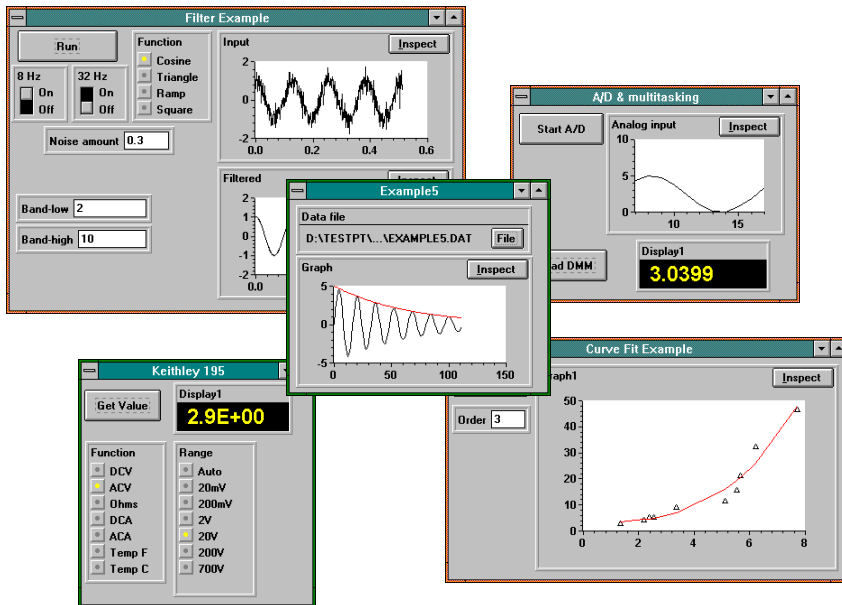 Filter Example
Run
Function
Cosine
Triangle
Ramp
Square
8 Hz
On
Off
32 Hz
On
Off
Noise amount 0.3
Band-low 2
Band-high 10
Input
Inspect
2
0
-2
0.0 0.2 0.4 0.6
Filtered
2
1
0
-1
-2
0.0
A/D & multitasking
Start A/D
Analog input
Inspect
10
5
0
10 15
DMM
Display1
3.0399
Example5
Data file
D:\TESTPT\...\EXAMPLE5.DAT File
Graph
Inspect
5
0
-5
0 50 100 150
Keithley 195
Get Value
Display1
2.9E+00
Function
DCV
ACV
Ohms
DCA
ACA
Temp F
Temp C
Range
Auto
20mV
200mV
2V
20V
200V
700V
Curve Fit Example
Inspect
Order 3
50
40
30
20
10
0
0 2 4 6 8